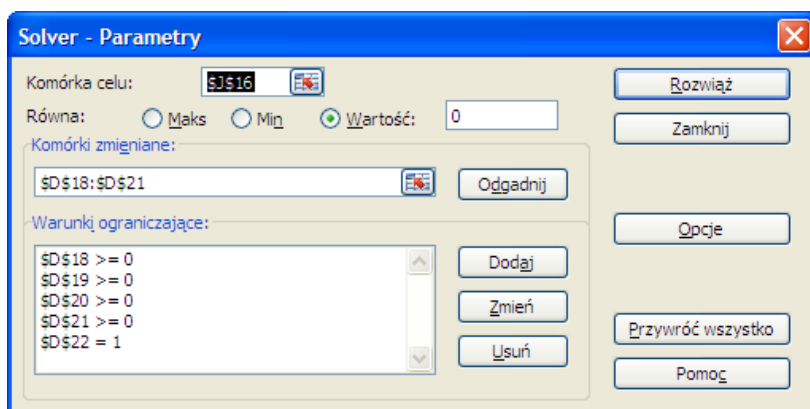 Solver - Parametry
Komórka celu: $J$16
Rozwiąż
Równa: Maks Min Wartość: 0
Zamknij
Komórki zmieniane:
$D$18:$D$21 Odgadnij
Warunki ograniczające:
Opcje
$D$18 >= 0
$D$19 >= 0
$D$20 >= 0
$D$21 >= 0
$D$22 = 1
Dodaj
Zmień
Usuń
Przywróć wszystko
Pomoc